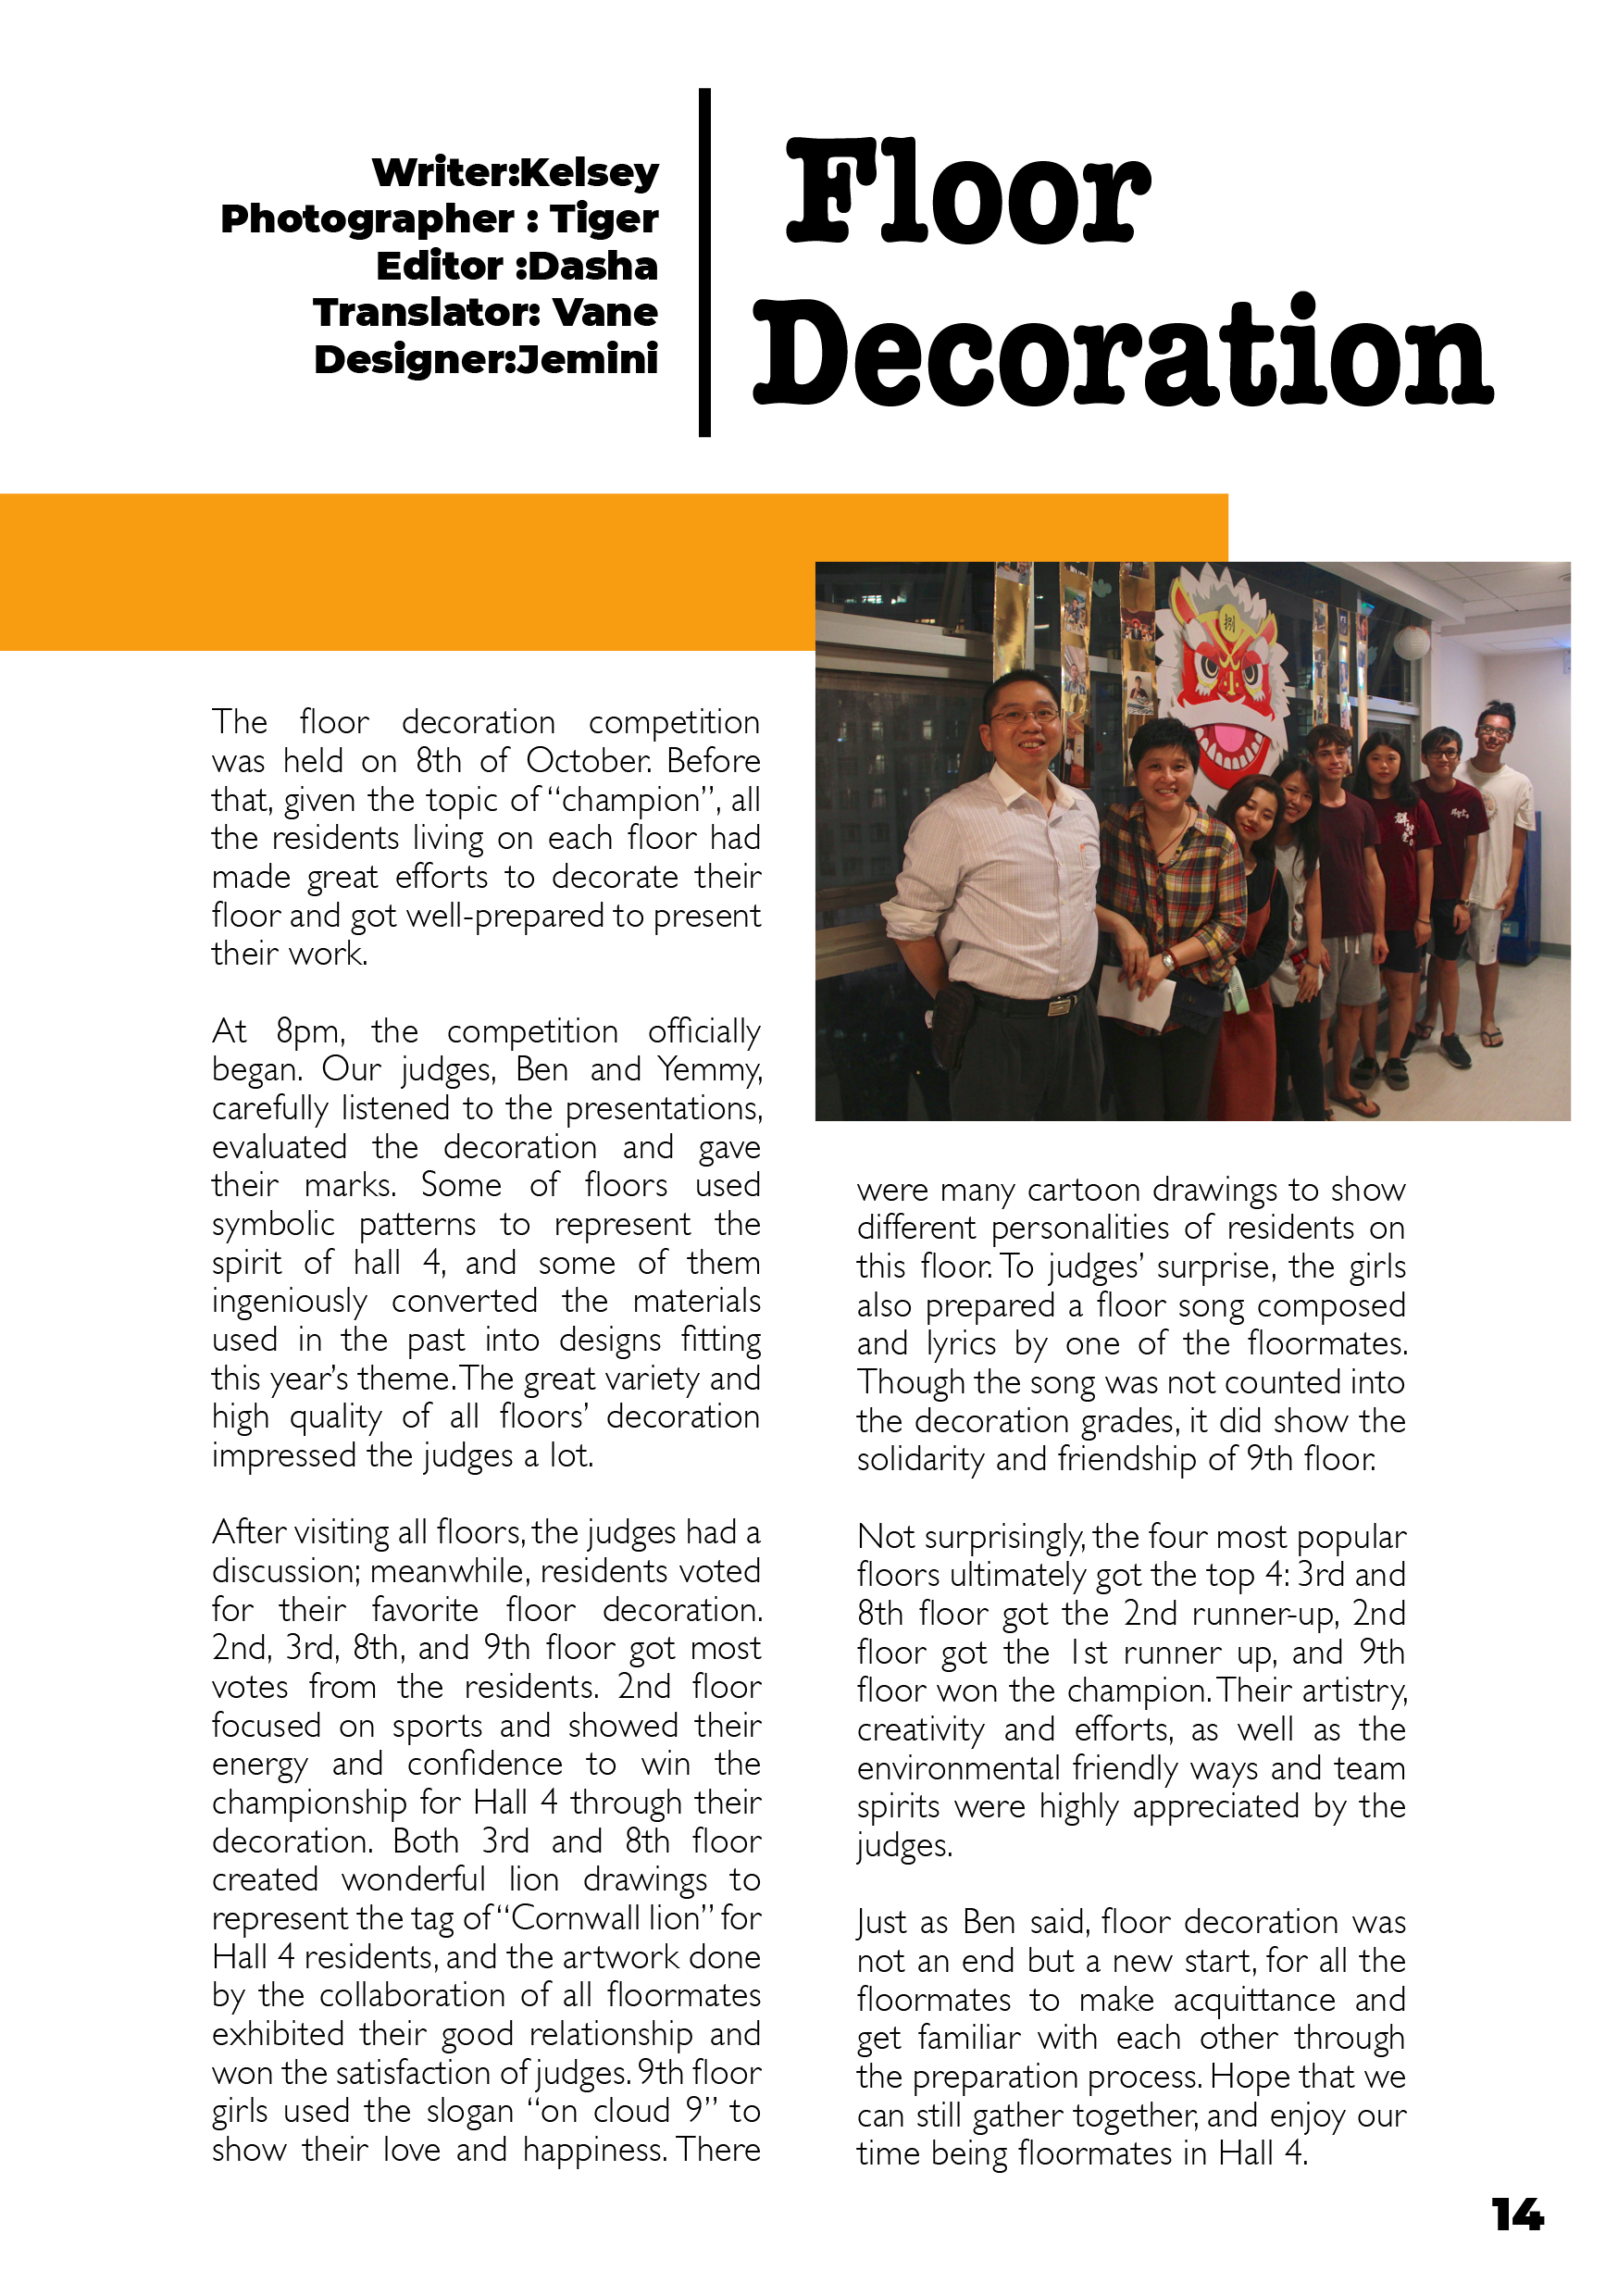 Writer:Kelsey
Photographer : Tiger
Editor :Dasha
Translator: Vane
Designer:Jemini
Floor
Decoration
捌
The floor decoration competition
was held on 8th of October. Before
that, given the topic of “champion”, all
the residents living on each floor had
made great efforts to decorate their
floor and got well-prepared to present
their work.
At 8pm, the competition officially
began. Our judges, Ben and Yemmy,
carefully listened to the presentations,
evaluated the decoration and gave
their marks. Some of floors used
symbolic patterns to represent the
spirit of hall 4, and some of them
ingeniously converted the materials
used in the past into designs fitting
this year’s theme. The great variety and
high quality of all floors’ decoration
impressed the judges a lot.
After visiting all floors, the judges had a
discussion; meanwhile, residents voted
for their favorite floor decoration.
2nd, 3rd, 8th, and 9th floor got most
votes from the residents. 2nd floor
focused on sports and showed their
energy and confidence to win the
championship for Hall 4 through their
decoration. Both 3rd and 8th floor
created wonderful lion drawings to
represent the tag of “Cornwall lion” for
Hall 4 residents, and the artwork done
by the collaboration of all floormates
exhibited their good relationship and
won the satisfaction of judges. 9th floor
girls used the slogan “on cloud 9” to
show their love and happiness. There
were many cartoon drawings to show
different personalities of residents on
this floor. To judges’ surprise, the girls
also prepared a floor song composed
and lyrics by one of the floormates.
Though the song was not counted into
the decoration grades, it did show the
solidarity and friendship of 9th floor.
Not surprisingly, the four most popular
floors ultimately got the top 4: 3rd and
8th floor got the 2nd runner-up, 2nd
floor got the 1st runner up, and 9th
floor won the champion. Their artistry,
creativity and efforts, as well as the
environmental friendly ways and team
spirits were highly appreciated by the
judges.
Just as Ben said, floor decoration was
not an end but a new start, for all the
floormates to make acquittance and
get familiar with each other through
the preparation process. Hope that we
can still gather together, and enjoy our
time being floormates in Hall 4.
14